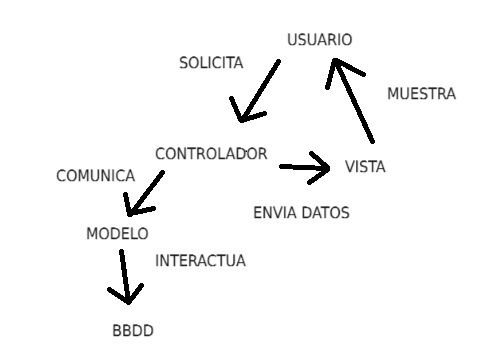 USUARIO
SOLICITA
MUESTRA
CONTROLADOR
VISTA
COMUNICA
ENVIA DATOS
MODELO
INTERACTUA
BBDD